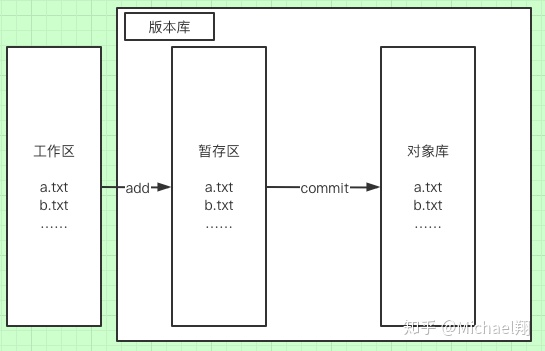 版本库
工作区
a.txt
b.txt
……
add
暂存区
a.txt
b.txt
……
commit
对象库
a.txt
b.txt
……
知乎 @Michael翔